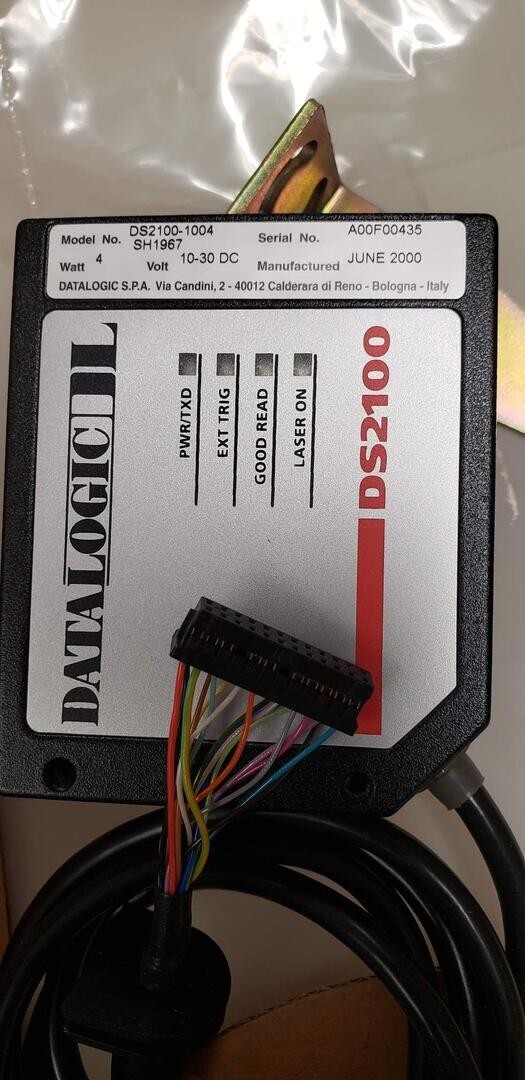 Model No. DS2100-1004 Serial No. A00F00435
SH1967
Watt 4 Volt 10-30 DC Manufactured JUNE 2000
DATALOGIC S.P.A. Via Candini, 2 - 40012 Calderara di Reno - Bologna - Italy
DATALOGIC DL
PWR/TXD
EXT TRIG
GOOD READ
LASER ON
DS2100